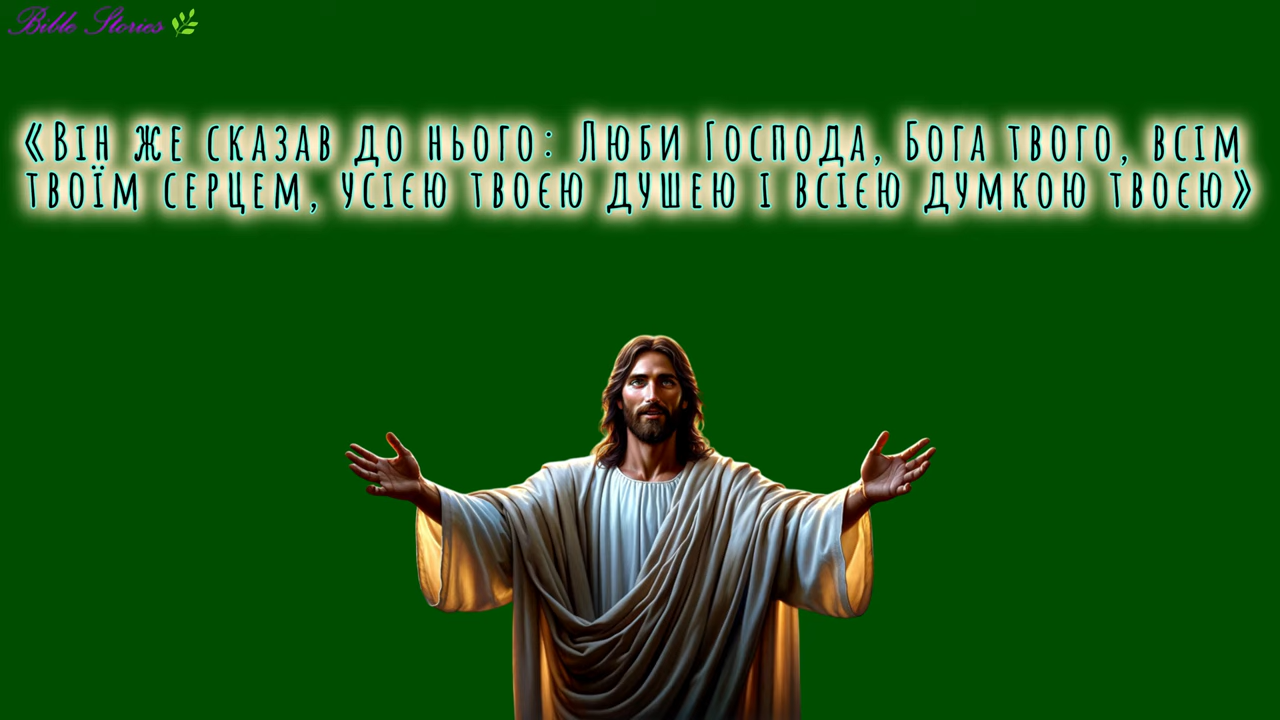 Bible Stories
«Він же сказав до нього: Люби Господа, Бога твого, всім
твоїм серцем, усією твоєю душею і всією думкою твоєю»